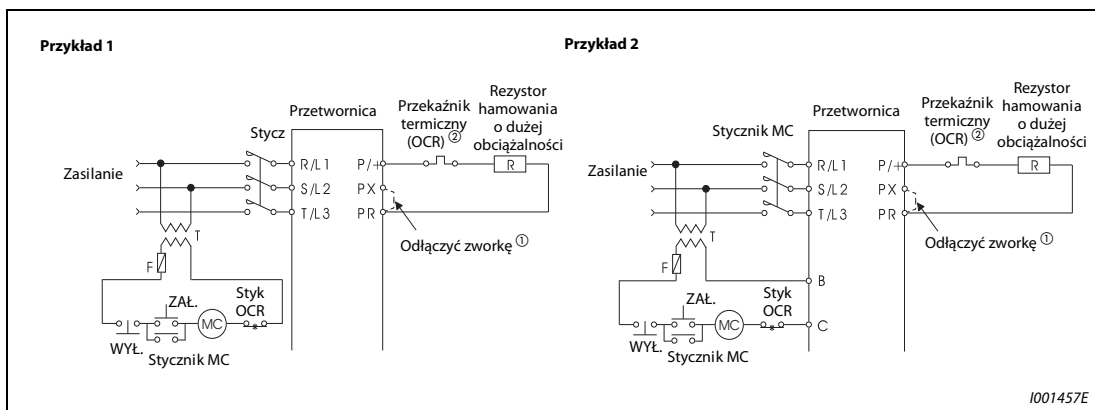 Przykład 1
Przetwornica
Przekaźnik
termiczny
(OCR) ②
Rezystor
hamowania
o dużej
obciążalności
Stycz
Zasilanie
R/L1
P/+
R
S/L2
PX
T/L3
PR
T
Odłączyć zworkę ①
F
ZAŁ.
Styk
OCR
MC
WYŁ.
Stycznik MC
Przykład 2
Przetwornica
Przekaźnik
termiczny
(OCR) ②
Rezystor
hamowania
o dużej
obciążalności
Stycznik MC
Zasilanie
R/L1
P/+
R
S/L2
PX
T/L3
PR
T
Odłączyć zworkę ①
F
B
ZAŁ.
Styk
OCR
MC
C
WYŁ.
Stycznik MC
I001457E